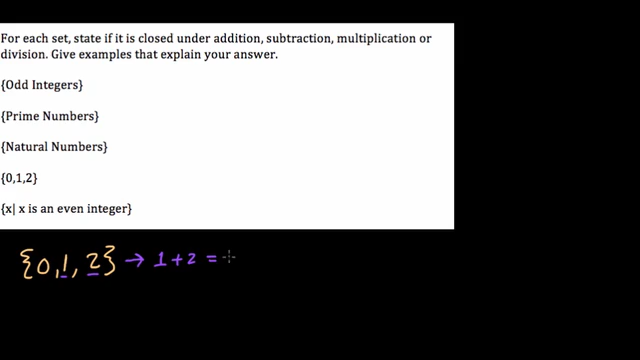 For each set, state if it is closed under addition, subtraction, multiplication or
division. Give examples that explain your answer.
{Odd Integers}
{Prime Numbers}
{Natural Numbers}
{0,1,2}
{x| x is an even integer}
{0,1,2} → 1+2 =